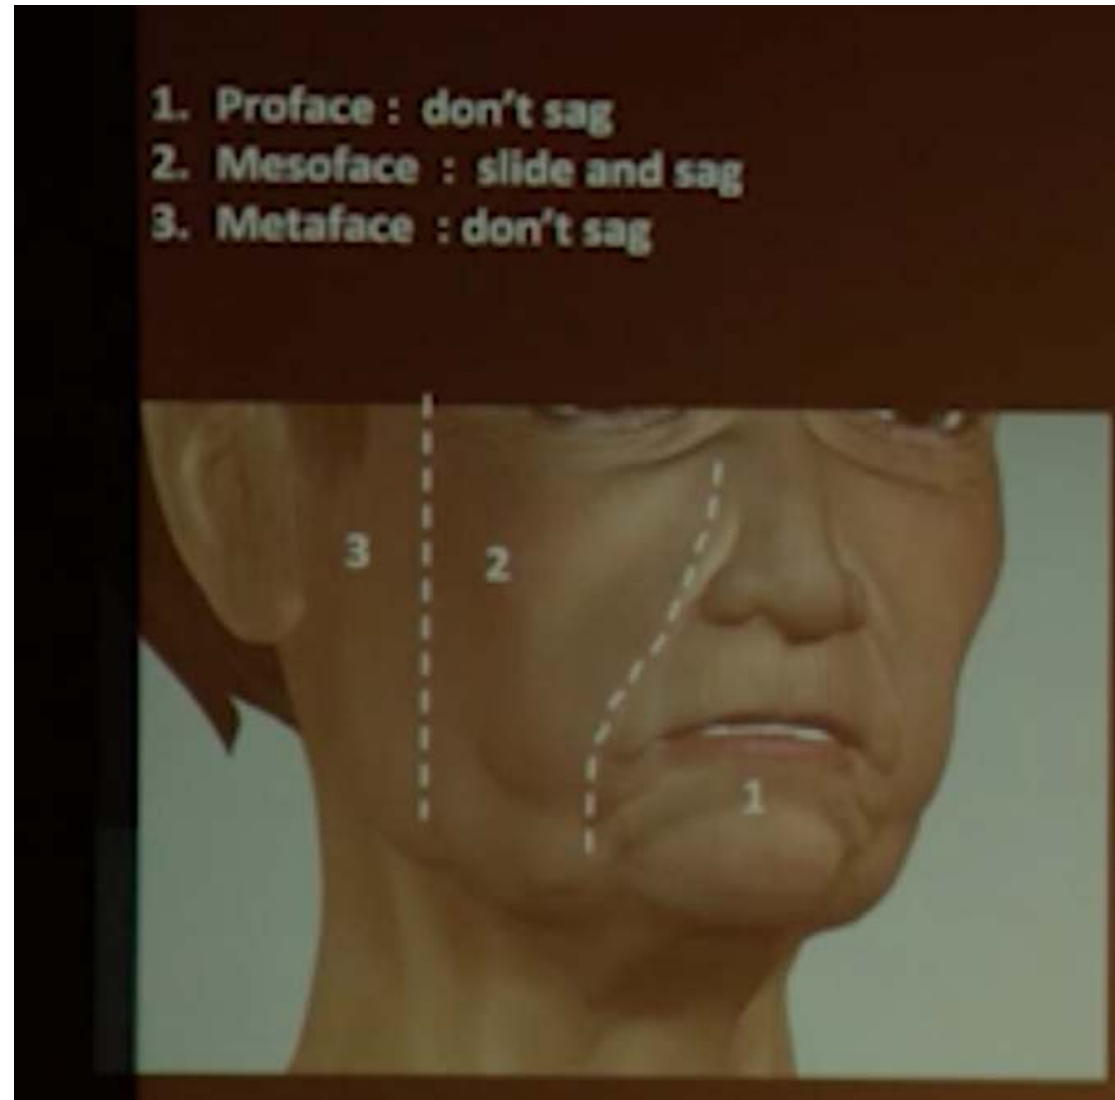 1. Proface : don't sag
2. Mesoface : slide and sag
3. Metaface : don't sag
3
2
1